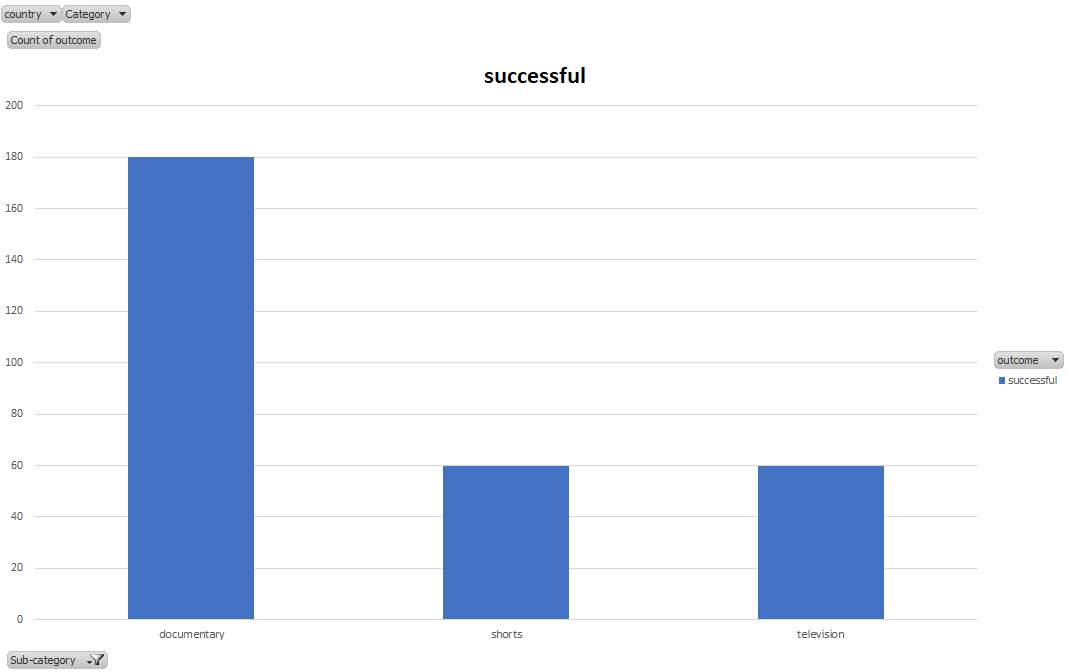 country Category
Count of outcome
successful
200
180
160
140
120
100
80
60
40
20
0
outcome
successful
documentary shorts television
Sub-category